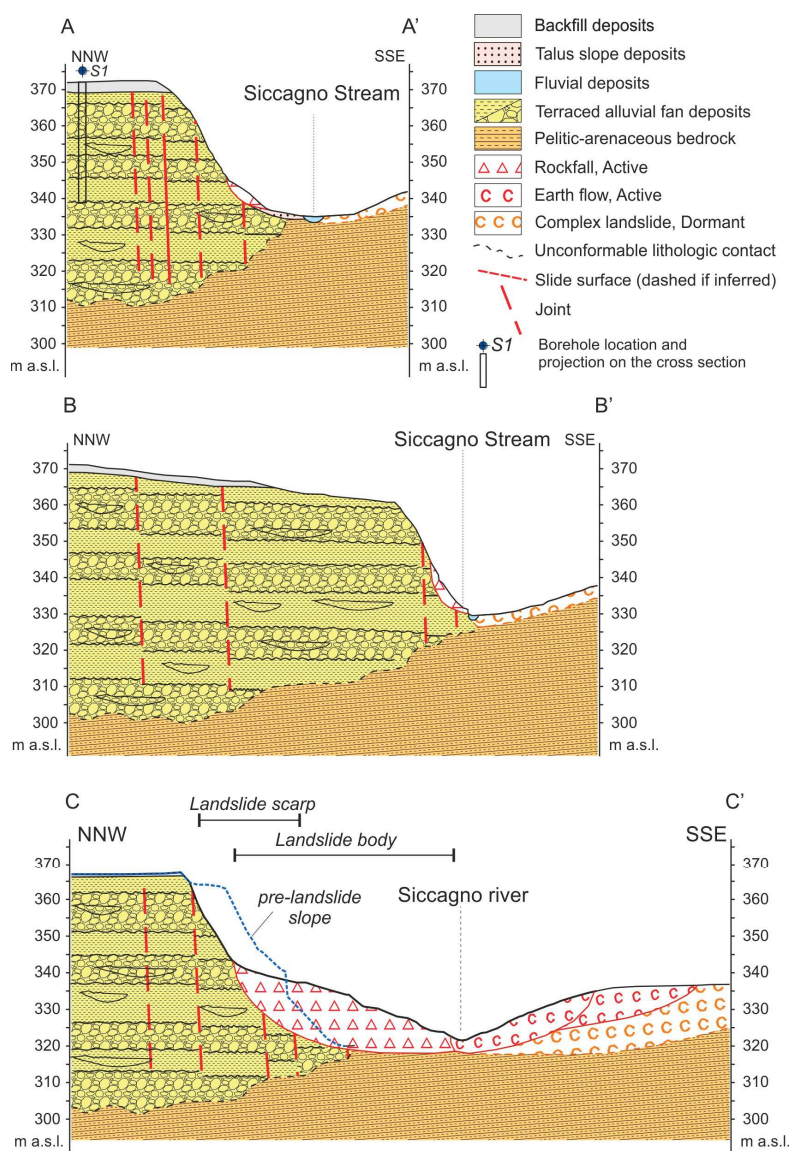 A
A’
NNW
SSE
S1
Siccagno Stream
370
360
350
340
330
320
310
300
m a.s.l.
370
360
350
340
330
320
310
300
m a.s.l.
Backfill deposits
Talus slope deposits
Fluvial deposits
Terraced alluvial fan deposits
Pelitic-arenaceous bedrock
Rockfall, Active
Earth flow, Active
Complex landslide, Dormant
Unconformable lithologic contact
Slide surface (dashed if inferred)
Joint
S1
Borehole location and
projection on the cross section
B
B’
NNW
SSE
Siccagno Stream
370
360
350
340
330
320
310
300
m a.s.l.
370
360
350
340
330
320
310
300
m a.s.l.
C
C’
Landslide scarp
Landslide body
NNW
SSE
pre-landslide
slope
Siccagno river
370
360
350
340
330
320
310
300
m a.s.l.
370
360
350
340
330
320
310
300
m a.s.l.